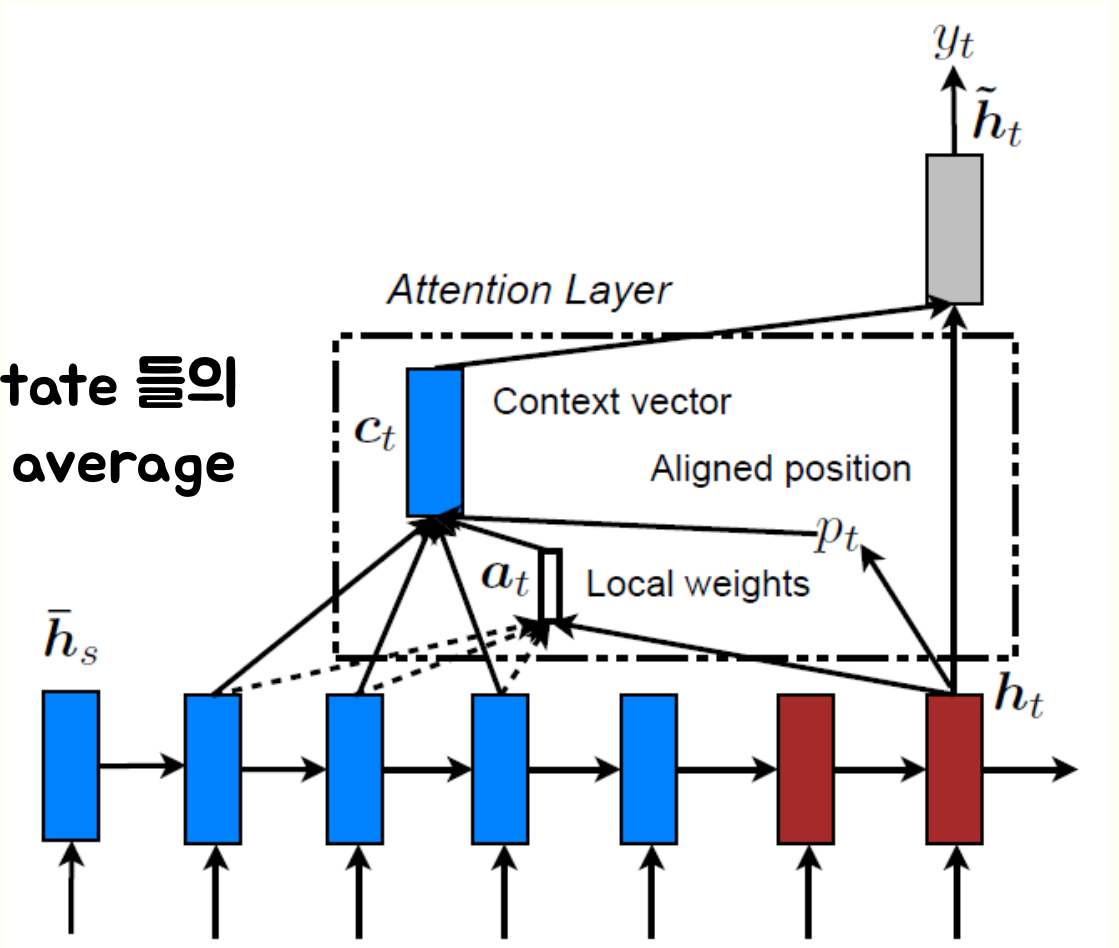 y_t
h̃_t
Attention Layer
tate 들의
average
c_t
Context vector
Aligned position
p_t
a_t
Local weights
h̄_s
h_t